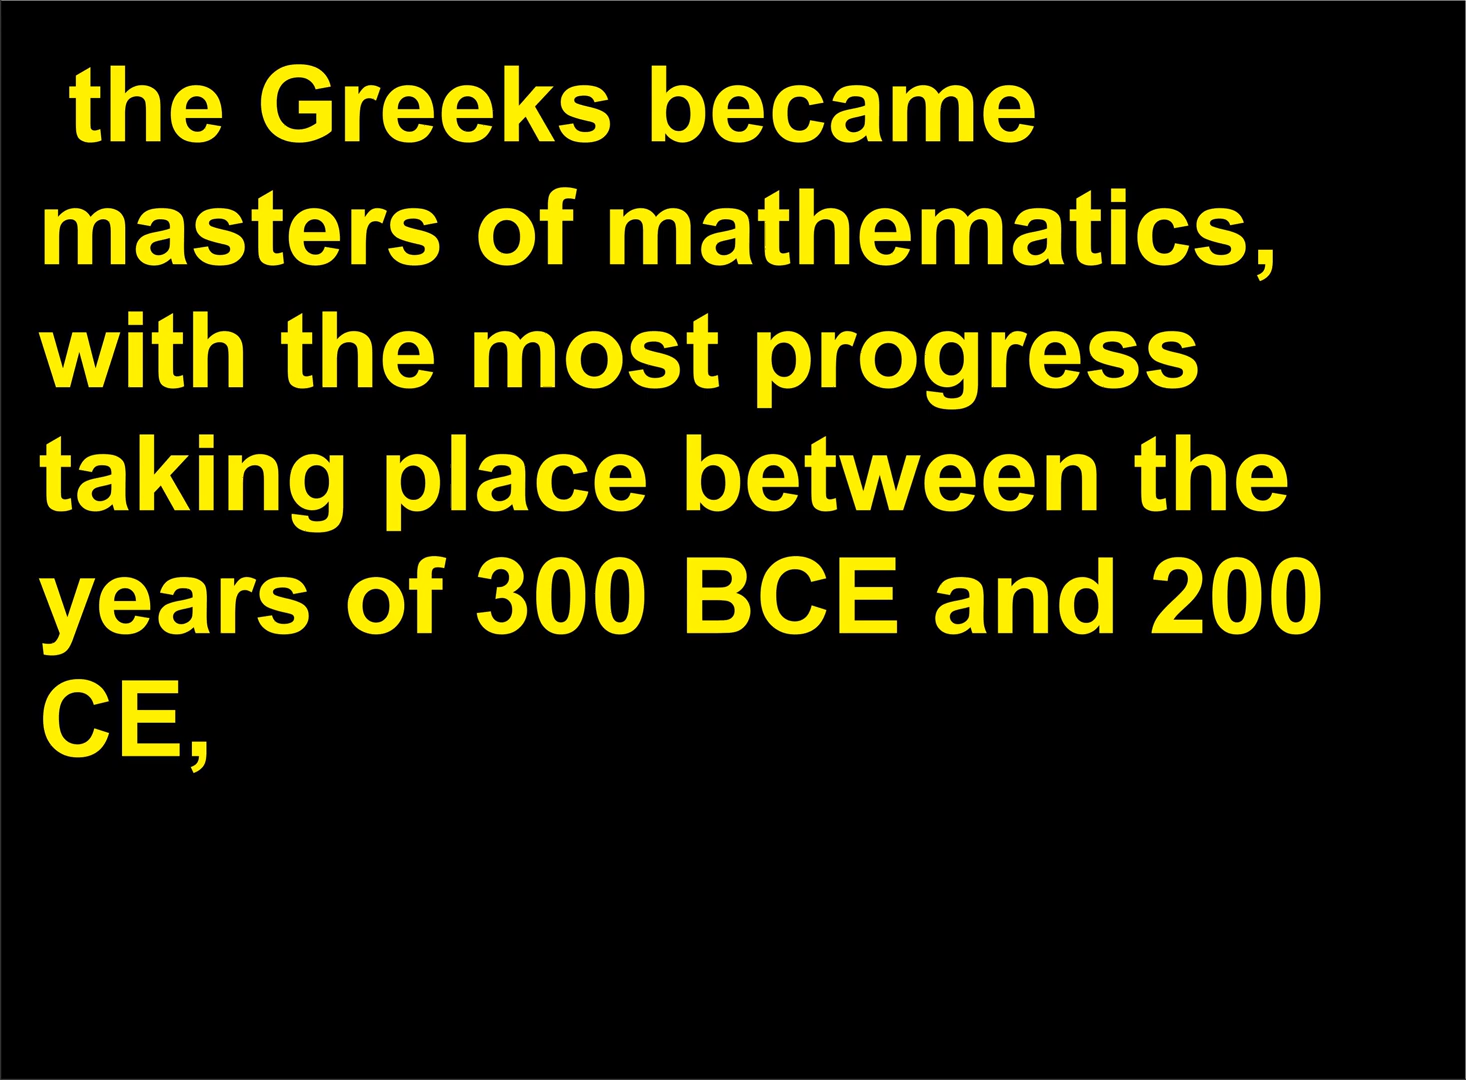 the Greeks became
masters of mathematics,
with the most progress
taking place between the
years of 300 BCE and 200
CE,